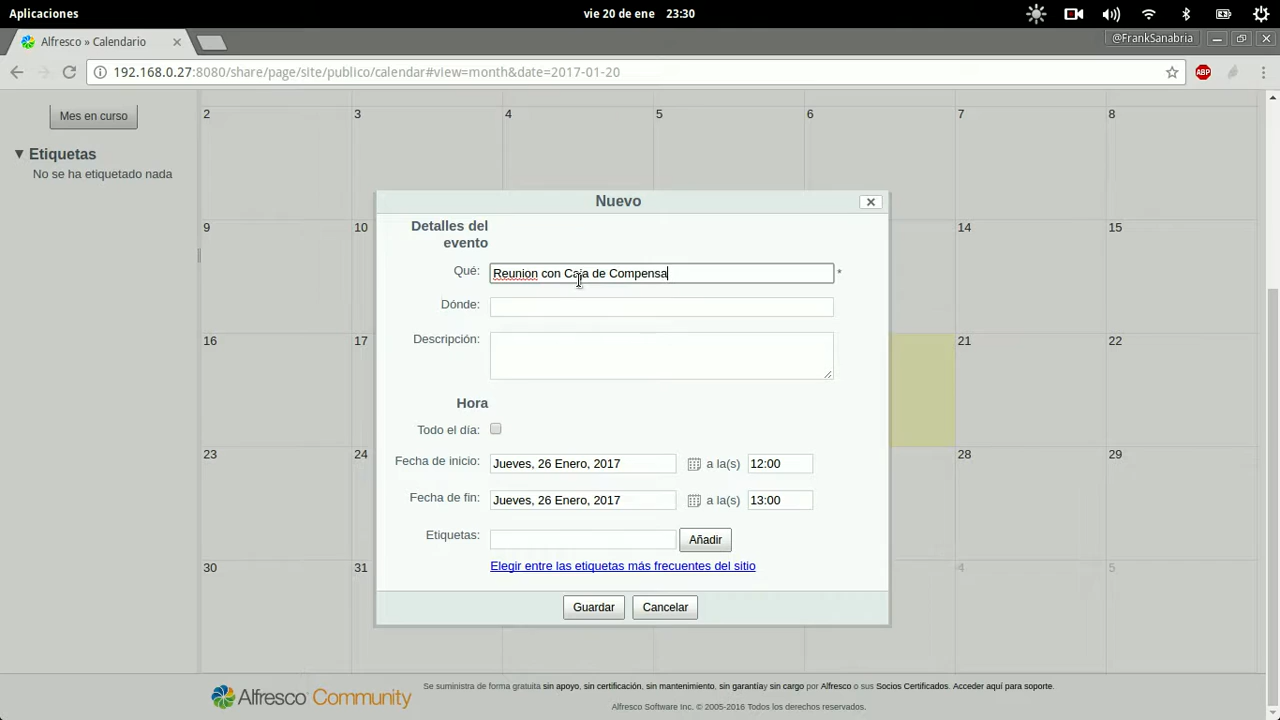 Aplicaciones
vie 20 de ene 23:30
Alfresco » Calendario
@FrankSanabria
192.168.0.27:8080/share/page/site/publico/calendar#view=month&date=2017-01-20
ABP
Mes en curso
Etiquetas
No se ha etiquetado nada
2 3 4 5 6 7 8
9 10 14 15
16 17 21 22
23 24 28 29
30 31 4 5
Nuevo
Detalles del
evento
Qué: Reunion con Caja de Compensa *
Dónde:
Descripción:
Hora
Todo el día:
Fecha de inicio: Jueves, 26 Enero, 2017 a la(s) 12:00
Fecha de fin: Jueves, 26 Enero, 2017 a la(s) 13:00
Etiquetas: Añadir
Elegir entre las etiquetas más frecuentes del sitio
Guardar Cancelar
Alfresco Community
Se suministra de forma gratuita sin apoyo, sin certificación, sin mantenimiento, sin garantíay sin cargo por Alfresco o sus Socios Certificados. Acceder aquí para soporte.
Alfresco Software Inc. © 2005-2016 Todos los derechos reservados.